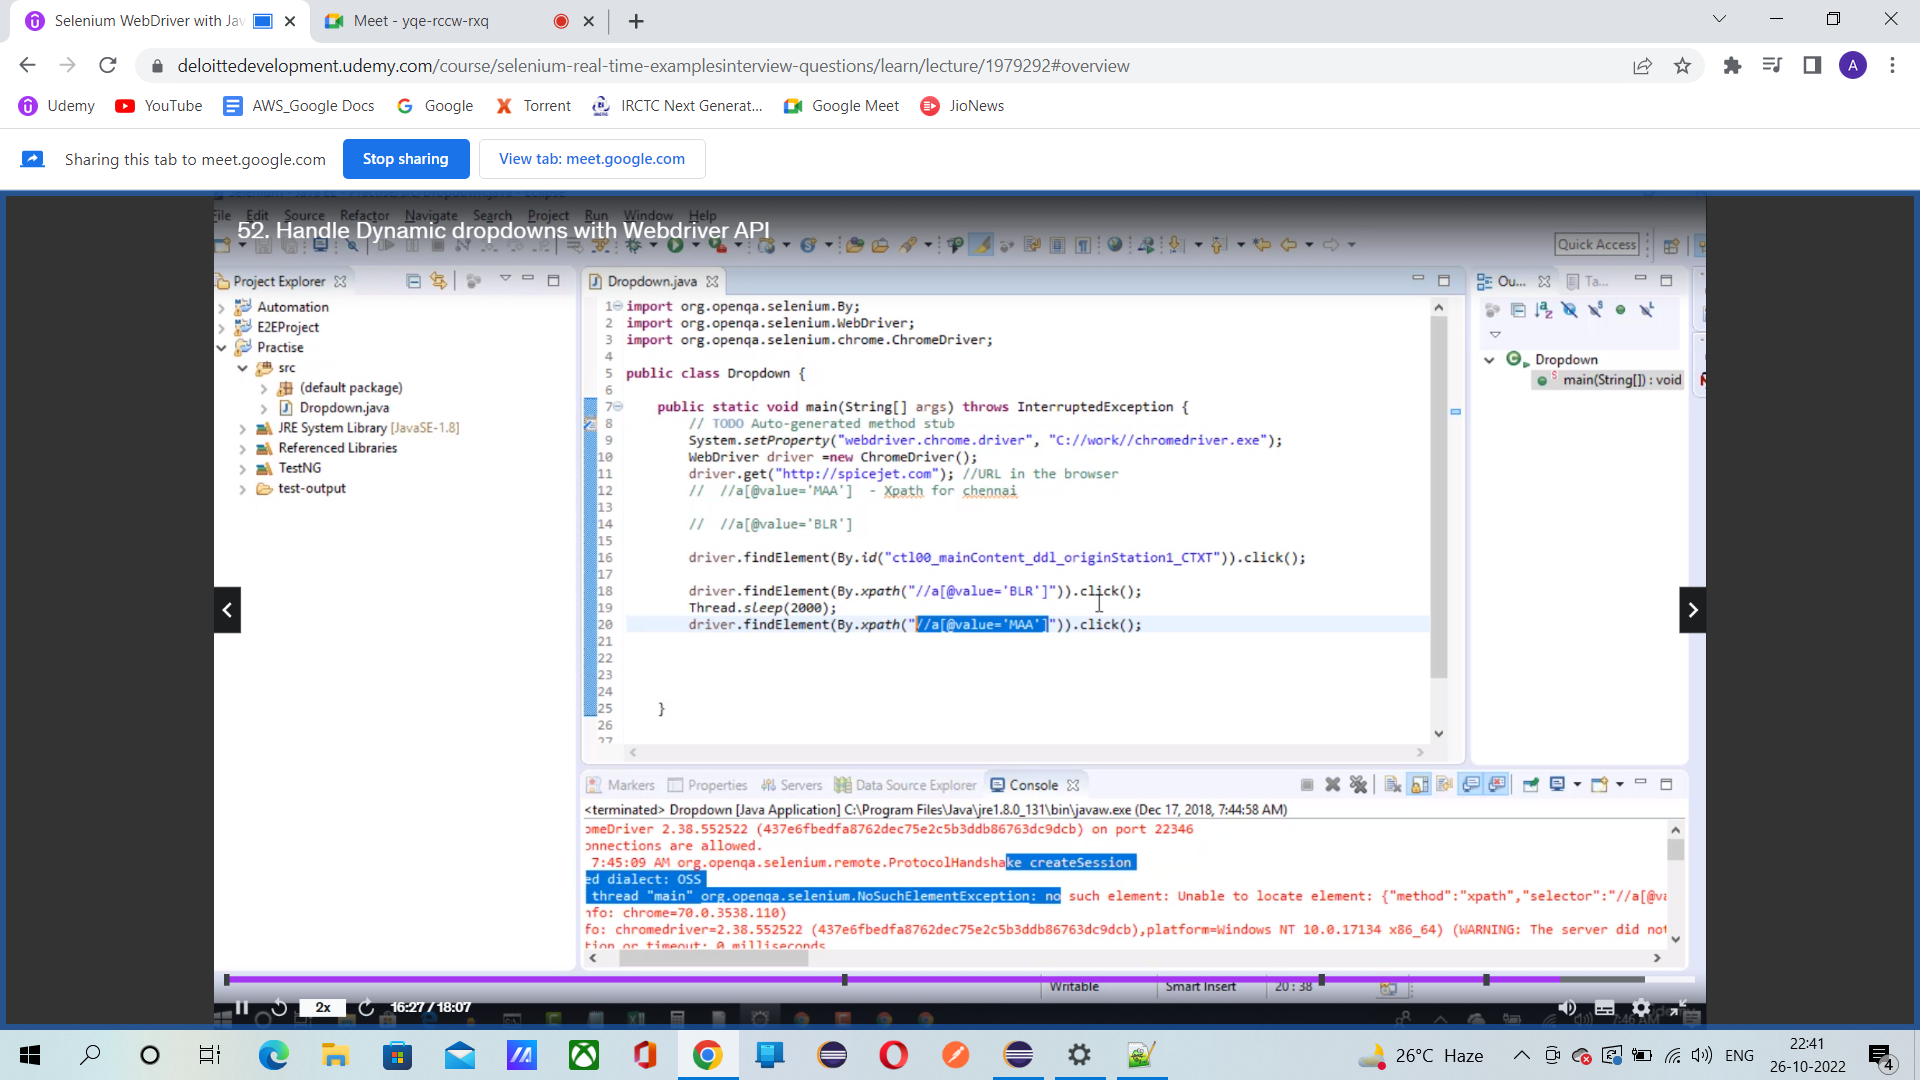 Selenium WebDriver with Jav
Meet - yqe-rccw-rxq
deloittedevelopment.udemy.com/course/selenium-real-time-examplesinterview-questions/learn/lecture/1979292#overview
A
Udemy
YouTube
AWS_Google Docs
Google
Torrent
IRCTC Next Generat...
Google Meet
JioNews
Sharing this tab to meet.google.com
Stop sharing
View tab: meet.google.com
File Edit Source Refactor Navigate Search Project Run Window Help
52. Handle Dynamic dropdowns with Webdriver API
Quick Access
Project Explorer
Automation
E2EProject
Practise
src
(default package)
Dropdown.java
JRE System Library [JavaSE-1.8]
Referenced Libraries
TestNG
test-output
Dropdown.java
1 import org.openqa.selenium.By;
2 import org.openqa.selenium.WebDriver;
3 import org.openqa.selenium.chrome.ChromeDriver;
4
5 public class Dropdown {
6
7 public static void main(String[] args) throws InterruptedException {
8 // TODO Auto-generated method stub
9 System.setProperty("webdriver.chrome.driver", "C://work//chromedriver.exe");
10 WebDriver driver =new ChromeDriver();
11 driver.get("http://spicejet.com"); //URL in the browser
12 // //a[@value='MAA'] - Xpath for chennai
13
14 // //a[@value='BLR']
15
16 driver.findElement(By.id("ctl00_mainContent_ddl_originStation1_CTXT")).click();
17
18 driver.findElement(By.xpath("//a[@value='BLR']")).click();
19 Thread.sleep(2000);
20 driver.findElement(By.xpath("//a[@value='MAA']")).click();
21
22
23
24
25 }
26
27
Ou...
Ta...
Dropdown
main(String[]) : void
Markers
Properties
Servers
Data Source Explorer
Console
<terminated> Dropdown [Java Application] C:\Program Files\Java\jre1.8.0_131\bin\javaw.exe (Dec 17, 2018, 7:44:58 AM)
omeDriver 2.38.552522 (437e6fbedfa8762dec75e2c5b3ddb86763dc9dcb) on port 22346
onnections are allowed.
7:45:09 AM org.openqa.selenium.remote.ProtocolHandshake createSession
ed dialect: OSS
thread "main" org.openqa.selenium.NoSuchElementException: no such element: Unable to locate element: {"method":"xpath","selector":"//a[@va
nfo: chrome=70.0.3538.110)
fo: chromedriver=2.38.552522 (437e6fbedfa8762dec75e2c5b3ddb86763dc9dcb),platform=Windows NT 10.0.17134 x86_64) (WARNING: The server did not
tion or timeout: 0 milliseconds
Writable
Smart Insert
20 : 38
2x
16:27 / 18:07
26°C Haze
ENG
22:41
26-10-2022
4